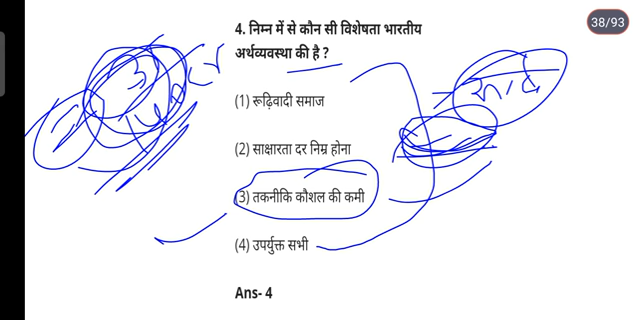 38/93
4. निम्न में से कौन सी विशेषता भारतीय
अर्थव्यवस्था की है ?
(1) रूढ़िवादी समाज
(2) साक्षारता दर निम्न होना
(3) तकनीकि कौशल की कमी
(4) उपर्युक्त सभी
Ans- 4